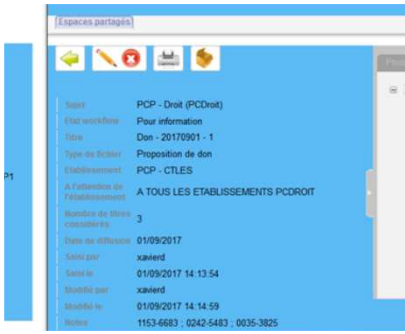 Espaces partagés
P1
Sujet PCP - Droit (PCDroit)
Etat workflow Pour information
Titre Don - 20170901 - 1
Type de fichier Proposition de don
Etablissement PCP - CTLES
A l'attention de l'établissement A TOUS LES ETABLISSEMENTS PCDROIT
Nombre de titres considérés 3
Date de diffusion 01/09/2017
Saisi par xavierd
Saisi le 01/09/2017 14:13:54
Modifié par xavierd
Modifié le 01/09/2017 14:14:59
Notes 1153-6683 ; 0242-5483 ; 0035-3825